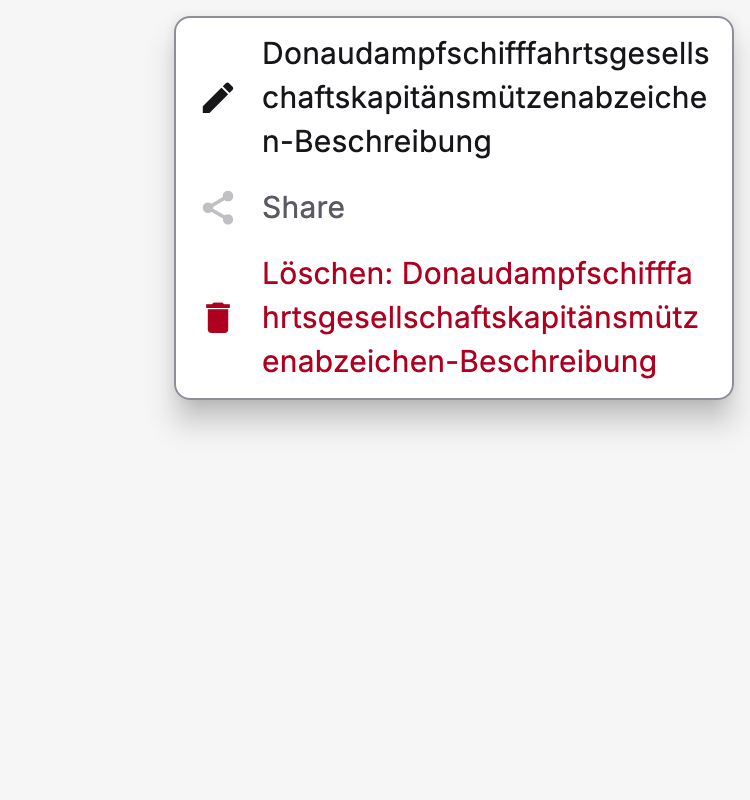 Donaudampfschifffahrtsgesells
chaftskapitänsmützenabzeiche
n-Beschreibung
Share
Löschen: Donaudampfschifffa
hrtsgesellschaftskapitänsmütz
enabzeichen-Beschreibung